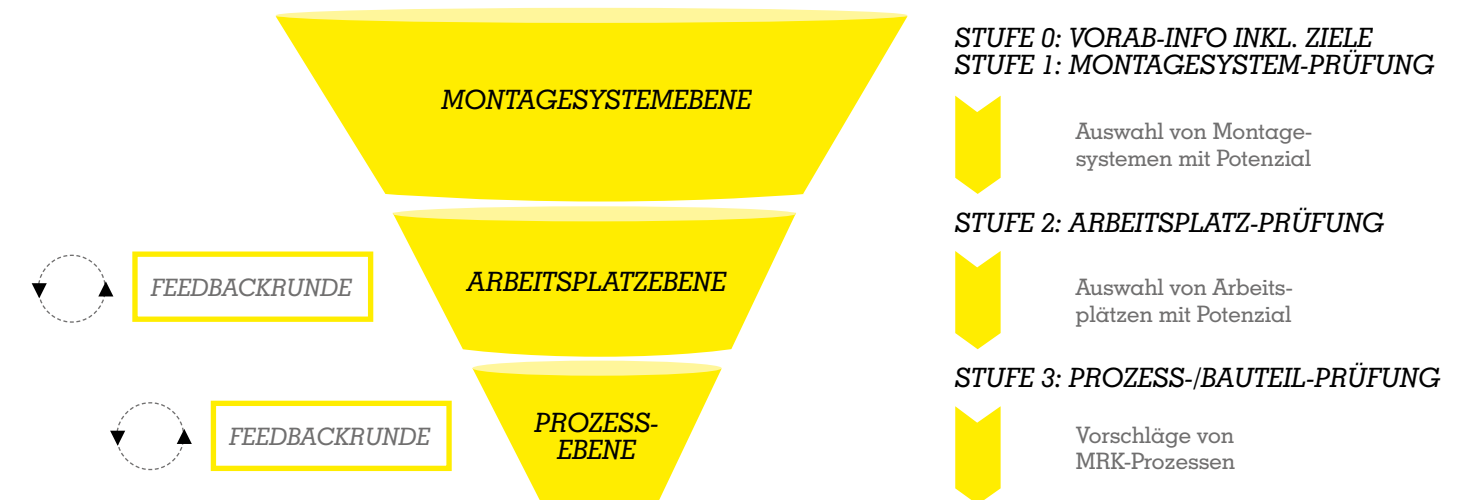 STUFE 0: VORAB-INFO INKL. ZIELE
STUFE 1: MONTAGESYSTEM-PRÜFUNG
MONTAGESYSTEMEBENE
Auswahl von Montage-
systemen mit Potenzial
STUFE 2: ARBEITSPLATZ-PRÜFUNG
FEEDBACKRUNDE
ARBEITSPLATZEBENE
Auswahl von Arbeits-
plätzen mit Potenzial
STUFE 3: PROZESS-/BAUTEIL-PRÜFUNG
FEEDBACKRUNDE
PROZESS-
EBENE
Vorschläge von
MRK-Prozessen